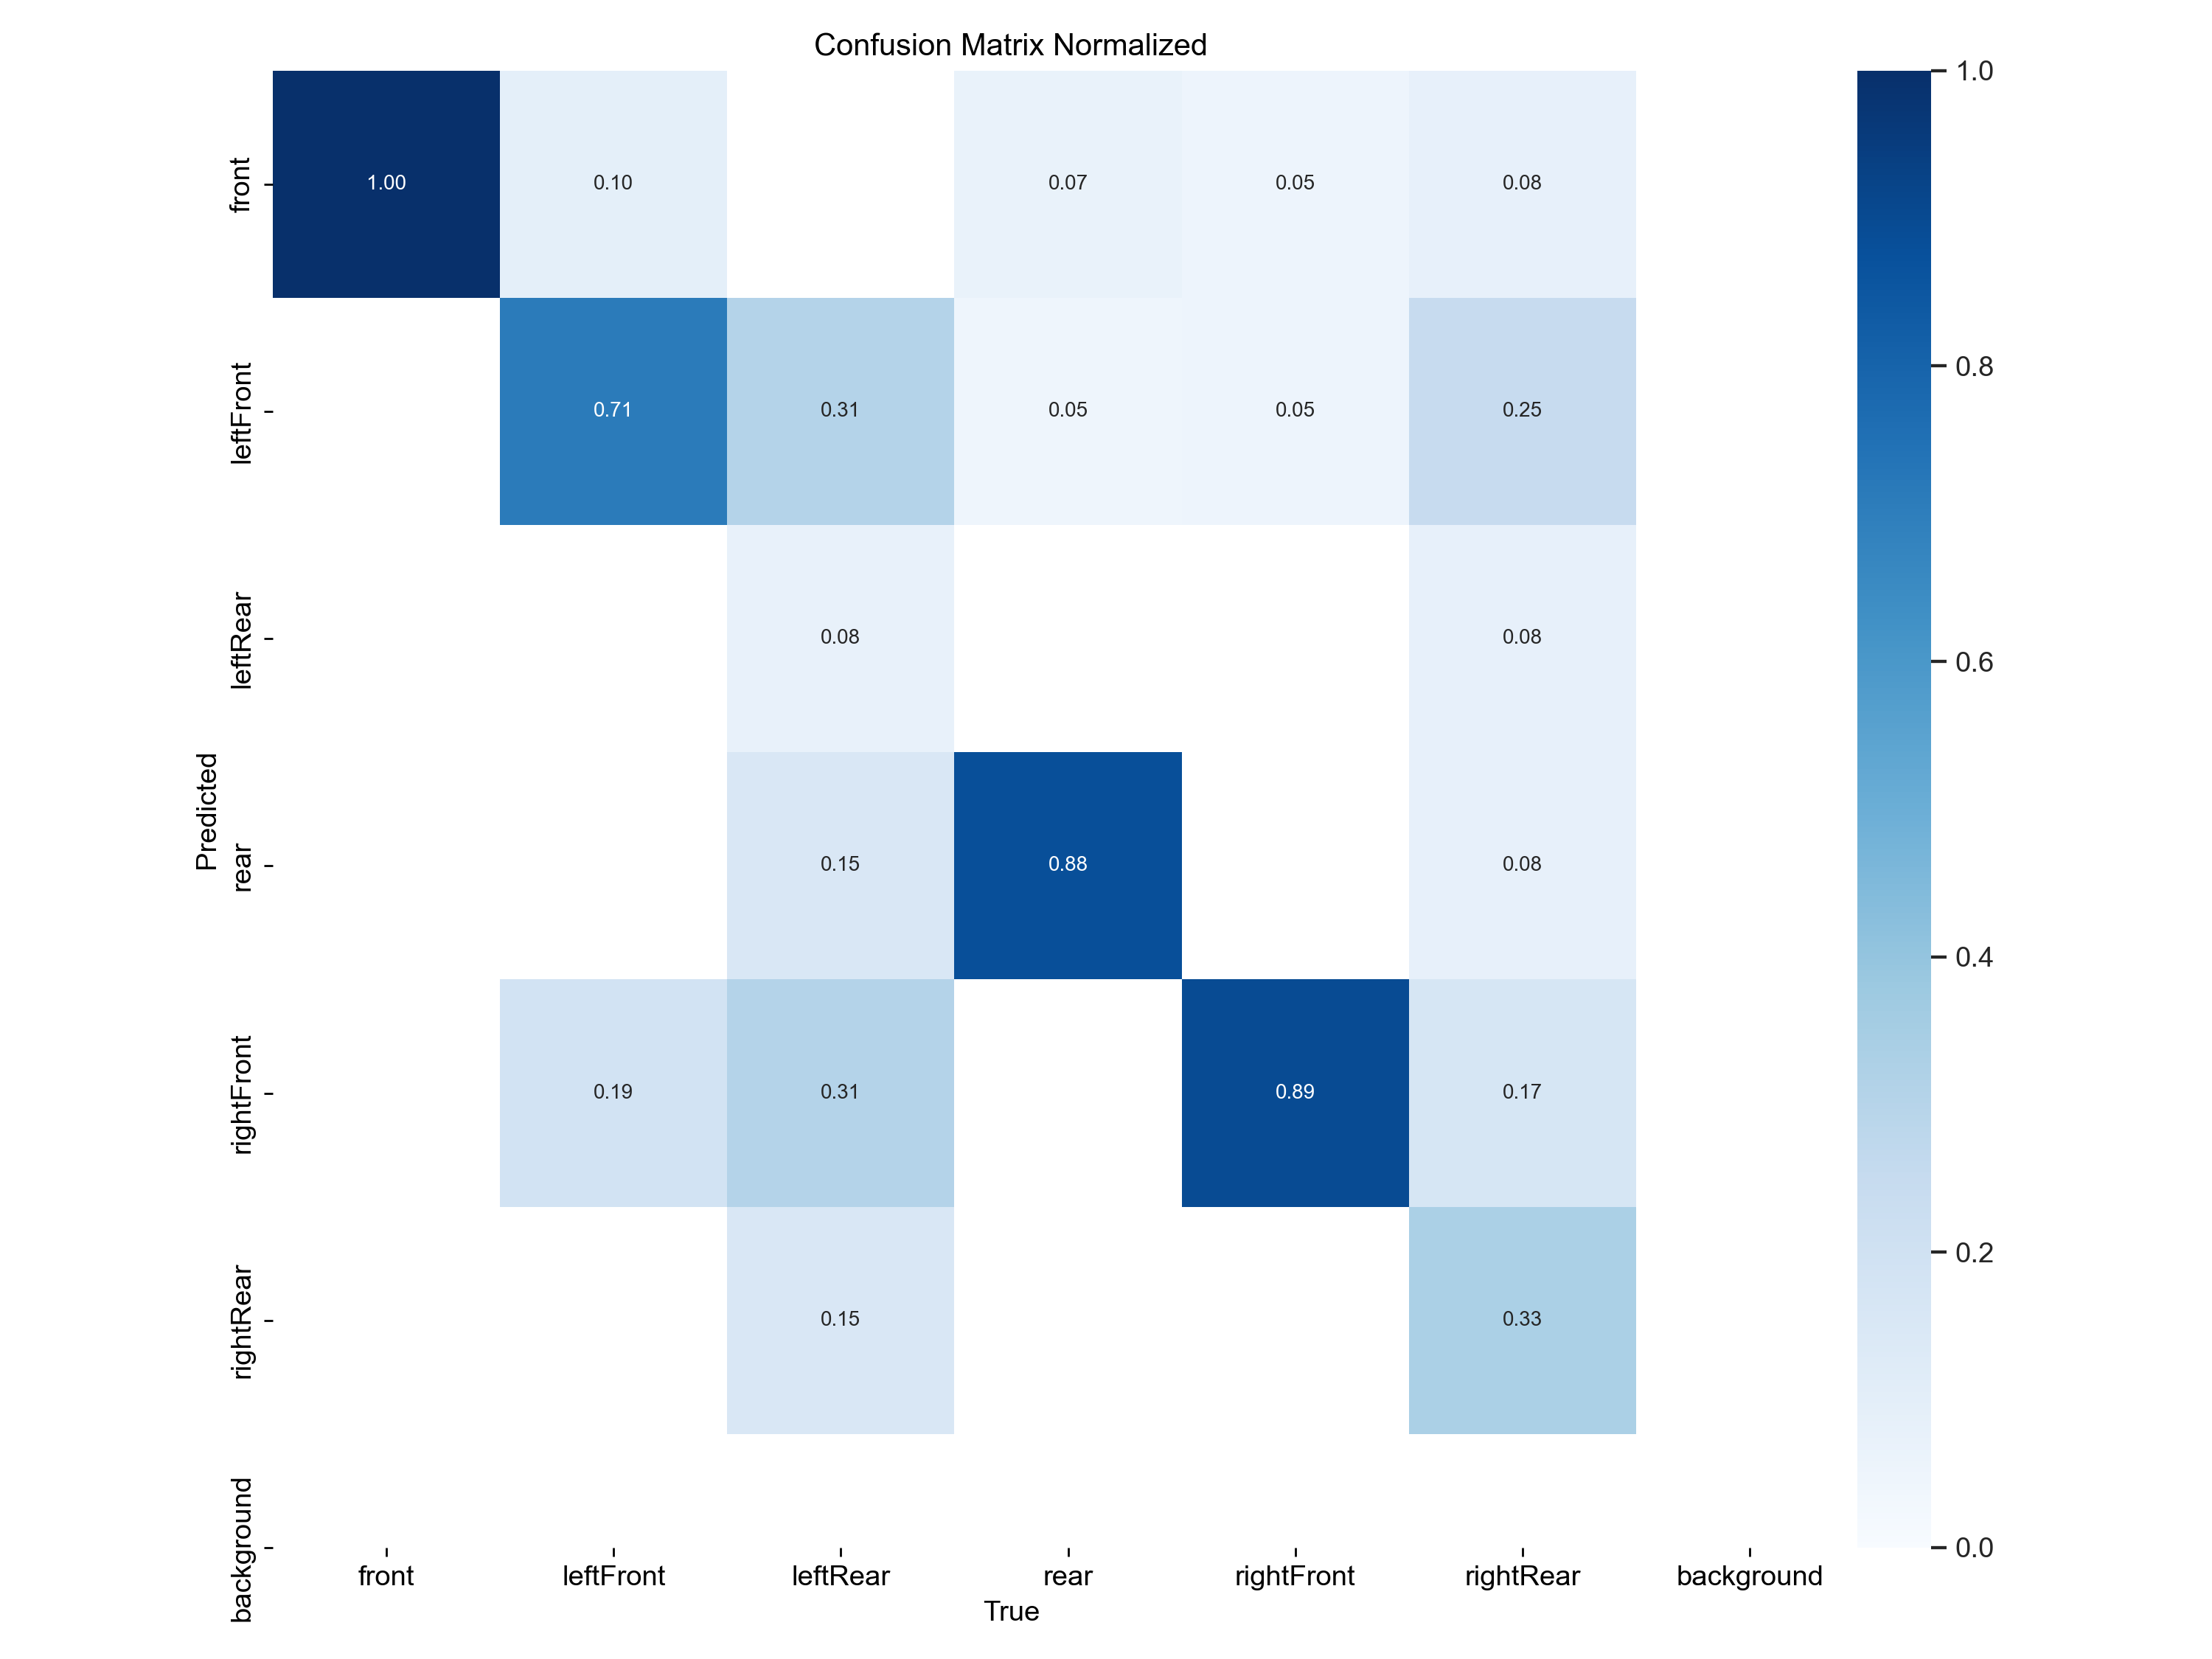 Confusion Matrix Normalized
front 1.00 0.10 0.07 0.05 0.08
leftFront 0.71 0.31 0.05 0.05 0.25
leftRear 0.08 0.08
rear 0.15 0.88 0.08
rightFront 0.19 0.31 0.89 0.17
rightRear 0.15 0.33
background
Predicted
front leftFront leftRear rear rightFront rightRear background
True
1.0
0.8
0.6
0.4
0.2
0.0